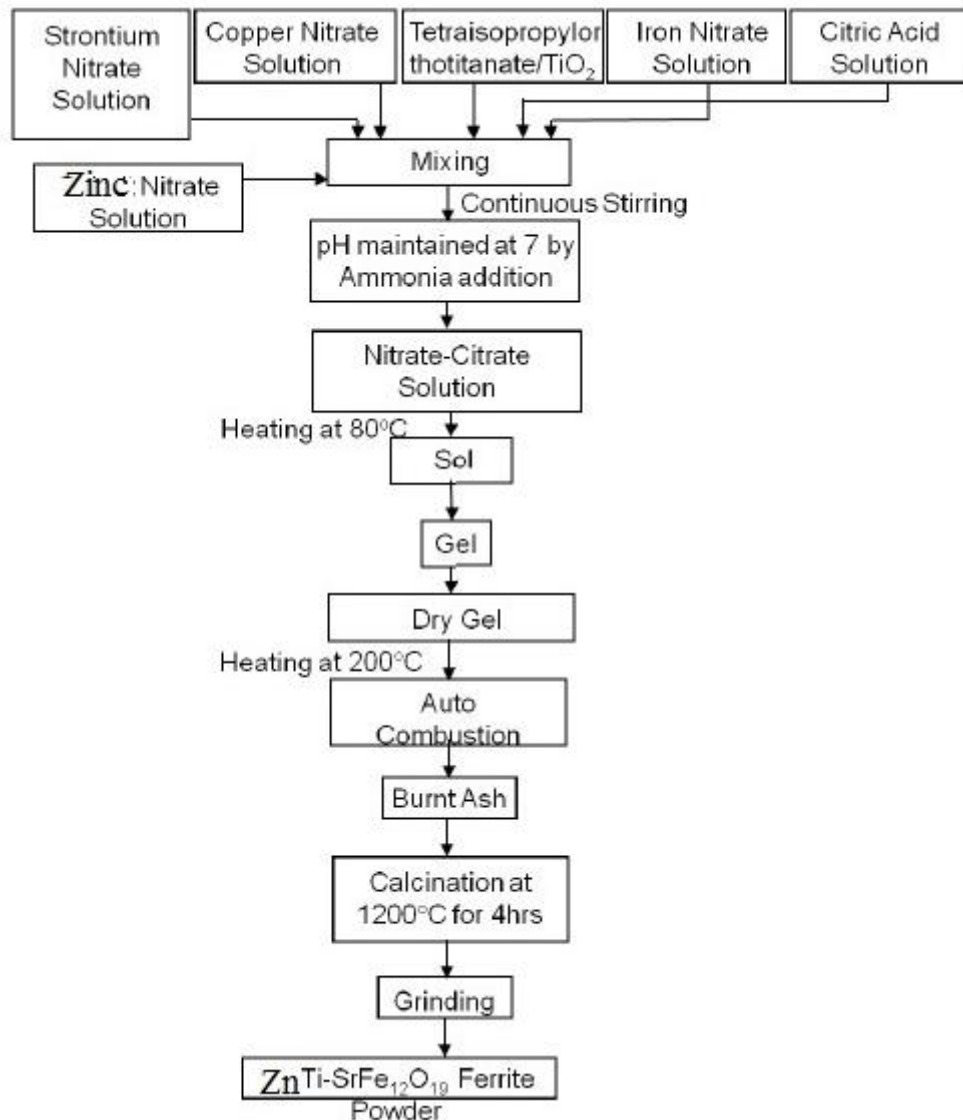 Strontium
Nitrate
Solution
Copper Nitrate
Solution
Tetraisopropylor
thotitanate/TiO₂
Iron Nitrate
Solution
Citric Acid
Solution
Mixing
Zinc:Nitrate
Solution
Continuous Stirring
pH maintained at 7 by
Ammonia addition
Nitrate-Citrate
Solution
Heating at 80°C
Sol
Gel
Dry Gel
Heating at 200°C
Auto
Combustion
Burnt Ash
Calcination at
1200°C for 4hrs
Grinding
ZnTi-SrFe₁₂O₁₉ Ferrite
Powder